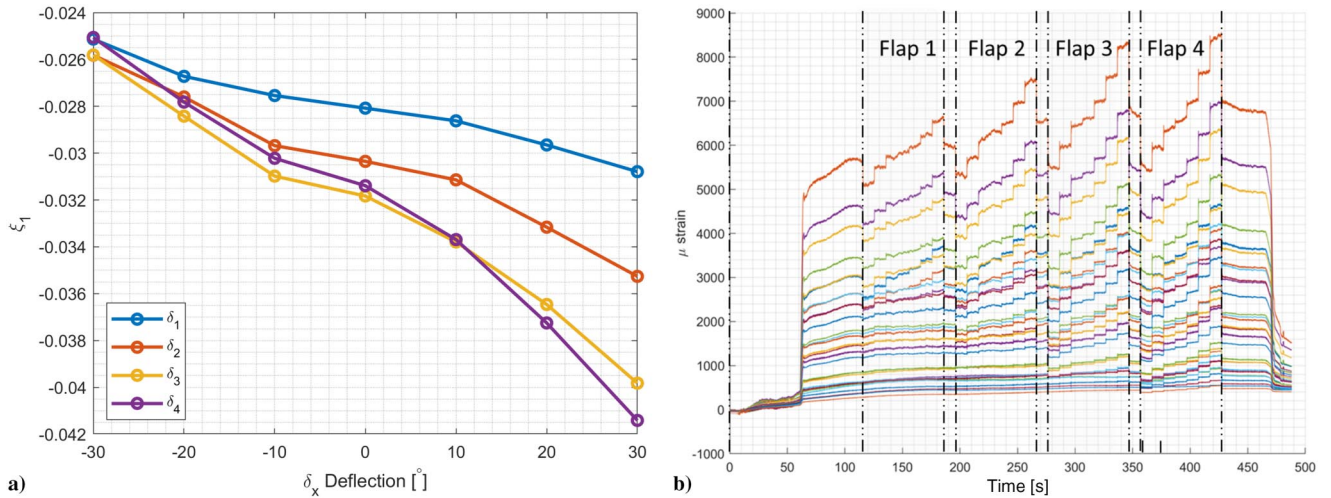 -0.024
-0.026
-0.028
-0.03
-0.032
-0.034
-0.036
-0.038
-0.04
-0.042
ξ1
δ1
δ2
δ3
δ4
-30 -20 -10 0 10 20 30
δx Deflection [°]
a)
9000
8000
7000
6000
5000
4000
3000
2000
1000
0
-1000
μ strain
Flap 1 Flap 2 Flap 3 Flap 4
0 50 100 150 200 250 300 350 400 450 500
Time [s]
b)